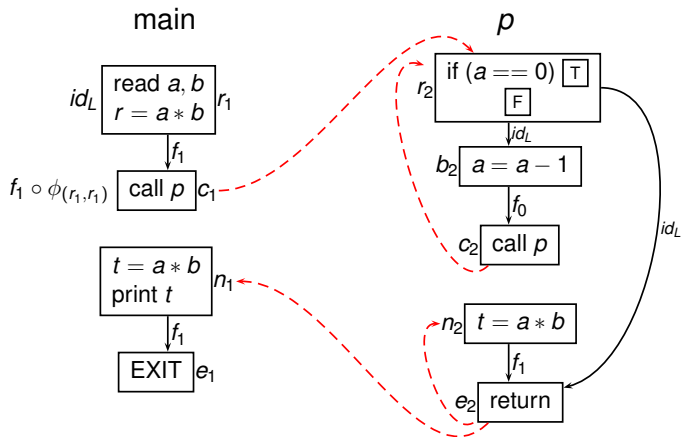 main
id_L
read a, b
r = a ∗ b
r_1
f_1
f_1 ∘ ϕ_(r_1,r_1)
call p
c_1
t = a ∗ b
print t
n_1
f_1
EXIT
e_1
p
r_2
if (a == 0) T
F
id_L
b_2
a = a − 1
f_0
c_2
call p
id_L
n_2
t = a ∗ b
f_1
e_2
return